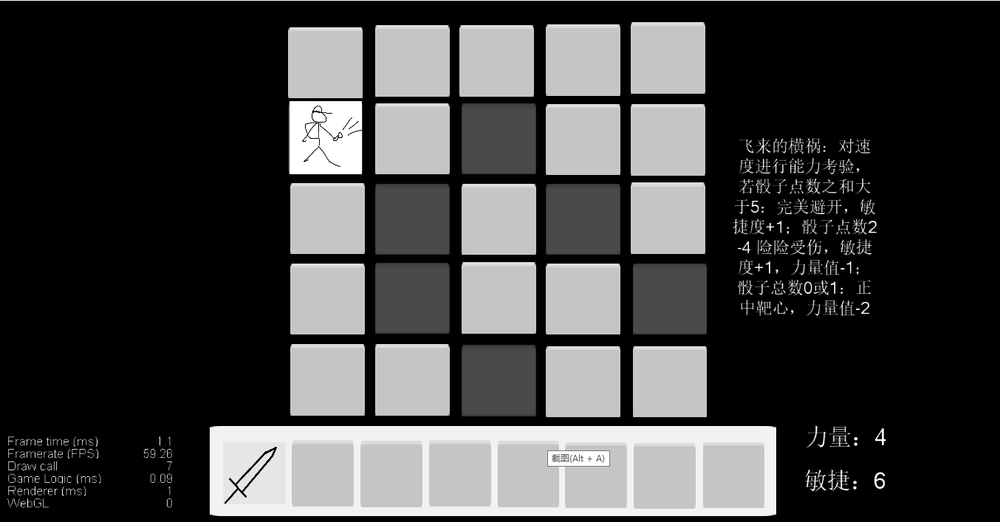 飞来的横祸：对速
度进行能力考验，
若骰子点数之和大
于5：完美避开，敏
捷度+1；骰子点数2
-4 险险受伤，敏捷
度+1，力量值-1；
骰子总数0或1：正
中靶心，力量值-2
力量：4
敏捷：6
截图(Alt + A)
Frame time (ms) 1.1
Framerate (FPS) 59.26
Draw call 7
Game Logic (ms) 0.09
Renderer (ms) 1
WebGL 0